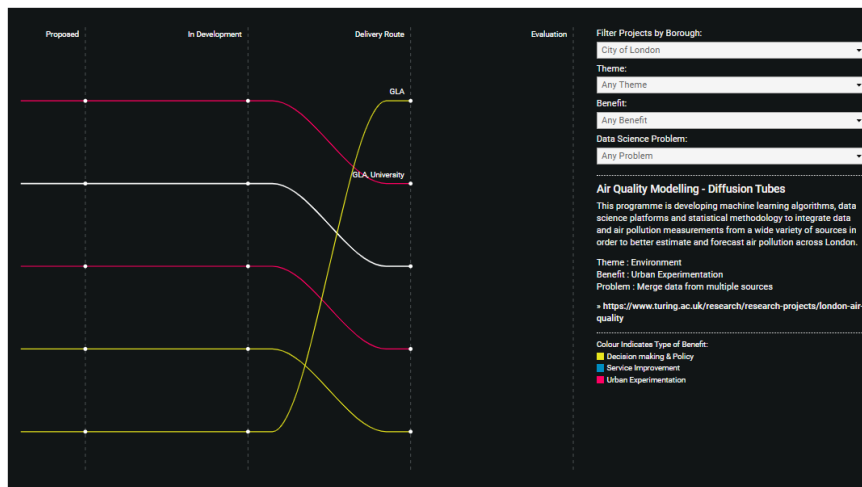 Proposed
In Development
Delivery Route
Evaluation
GLA
GLA, University
Filter Projects by Borough:
City of London
Theme:
Any Theme
Benefit:
Any Benefit
Data Science Problem:
Any Problem
Air Quality Modelling - Diffusion Tubes
This programme is developing machine learning algorithms, data
science platforms and statistical methodology to integrate data
and air pollution measurements from a wide variety of sources in
order to better estimate and forecast air pollution across London.
Theme : Environment
Benefit : Urban Experimentation
Problem : Merge data from multiple sources
» https://www.turing.ac.uk/research/research-projects/london-air-
quality
Colour Indicates Type of Benefit:
Decision making & Policy
Service Improvement
Urban Experimentation